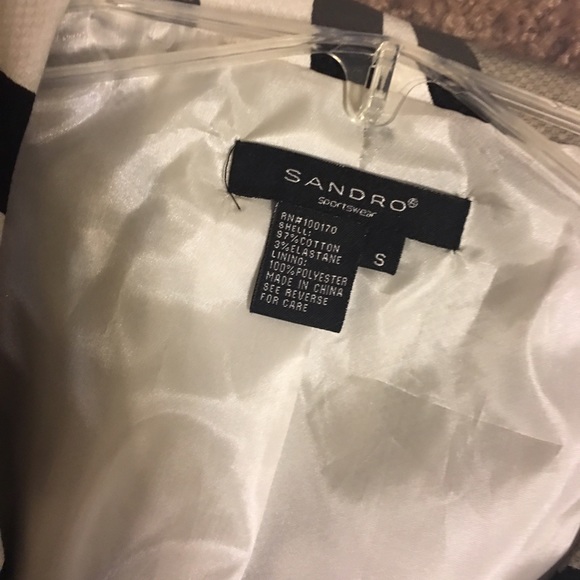 SANDRO®
Sportswear
S
RN#100170
SHELL:
97%COTTON
3%ELASTANE
LINING:
100%POLYESTER
MADE IN CHINA
SEE REVERSE
FOR CARE